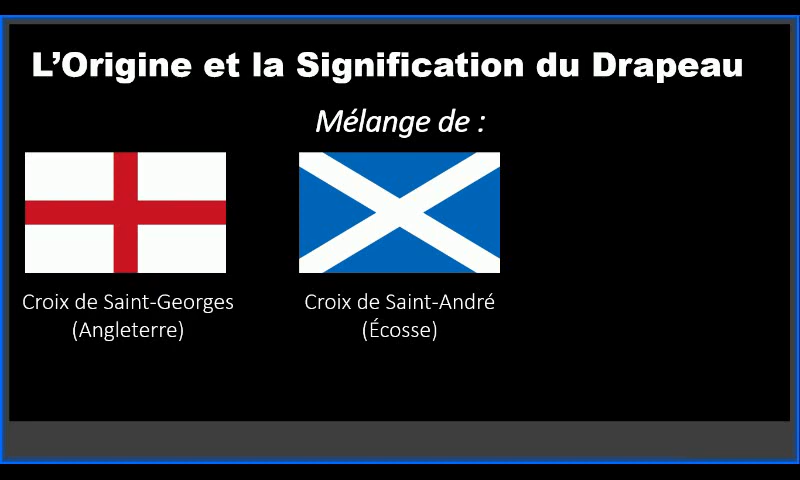 L’Origine et la Signification du Drapeau
Mélange de :
Croix de Saint-Georges
(Angleterre)
Croix de Saint-André
(Écosse)